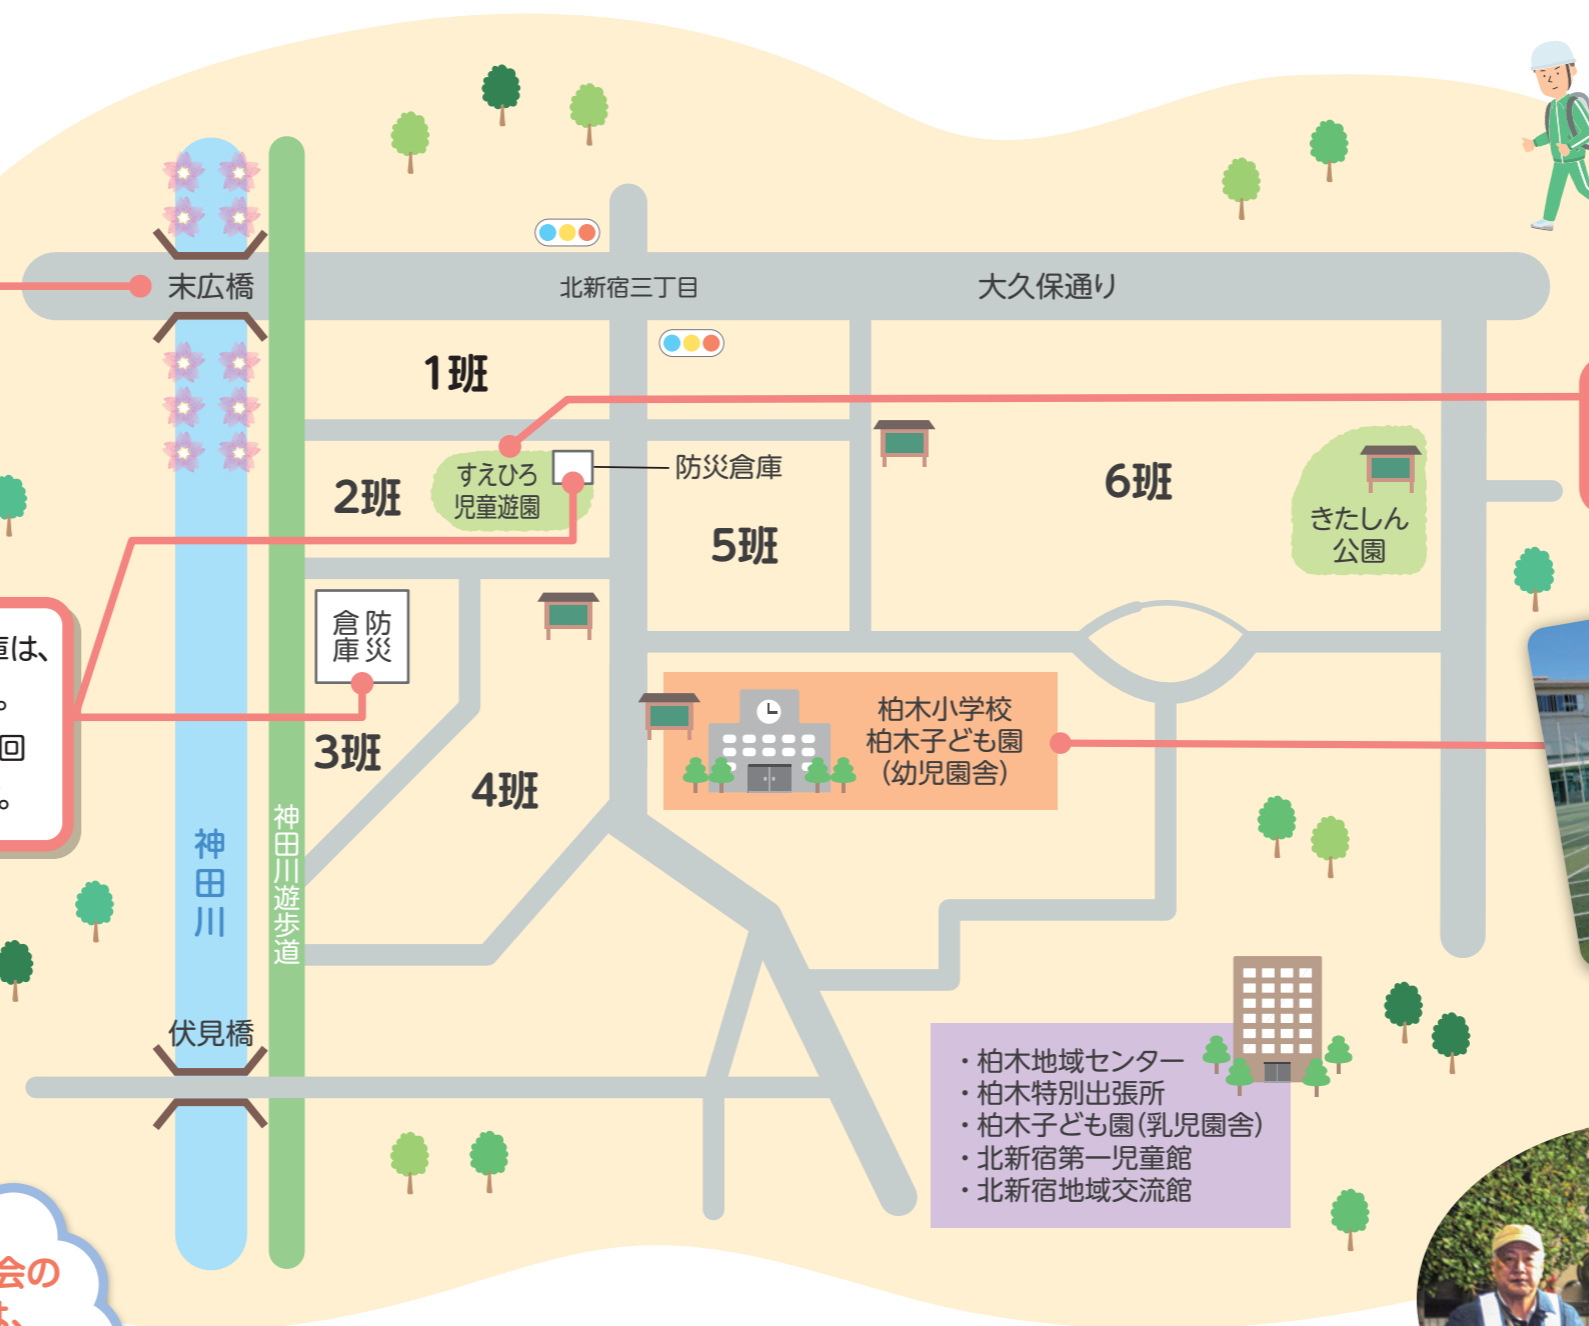 末広橋
北新宿三丁目
大久保通り
1班
2班
すえひろ
児童遊園
防災倉庫
5班
6班
きたしん
公園
防災
倉庫
庫は、
。
回
。
3班
4班
柏木小学校
柏木子ども園
(幼児園舎)
神田川
神田川遊歩道
伏見橋
・柏木地域センター
・柏木特別出張所
・柏木子ども園(乳児園舎)
・北新宿第一児童館
・北新宿地域交流館
会の
は、